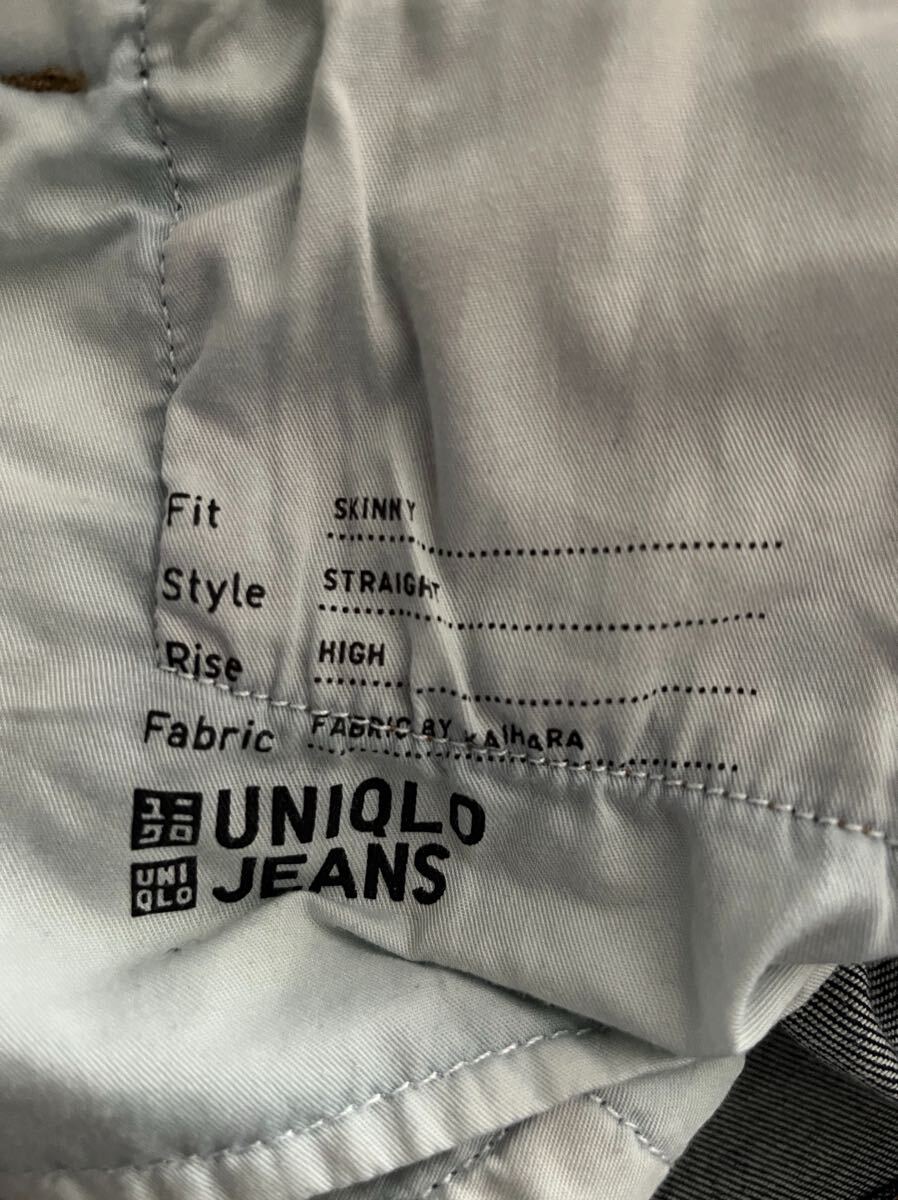 Fit SKINNY
Style STRAIGHT
Rise HIGH
Fabric FABRIC BY KAIHARA
ユニクロ UNIQLO
UNIQLO JEANS